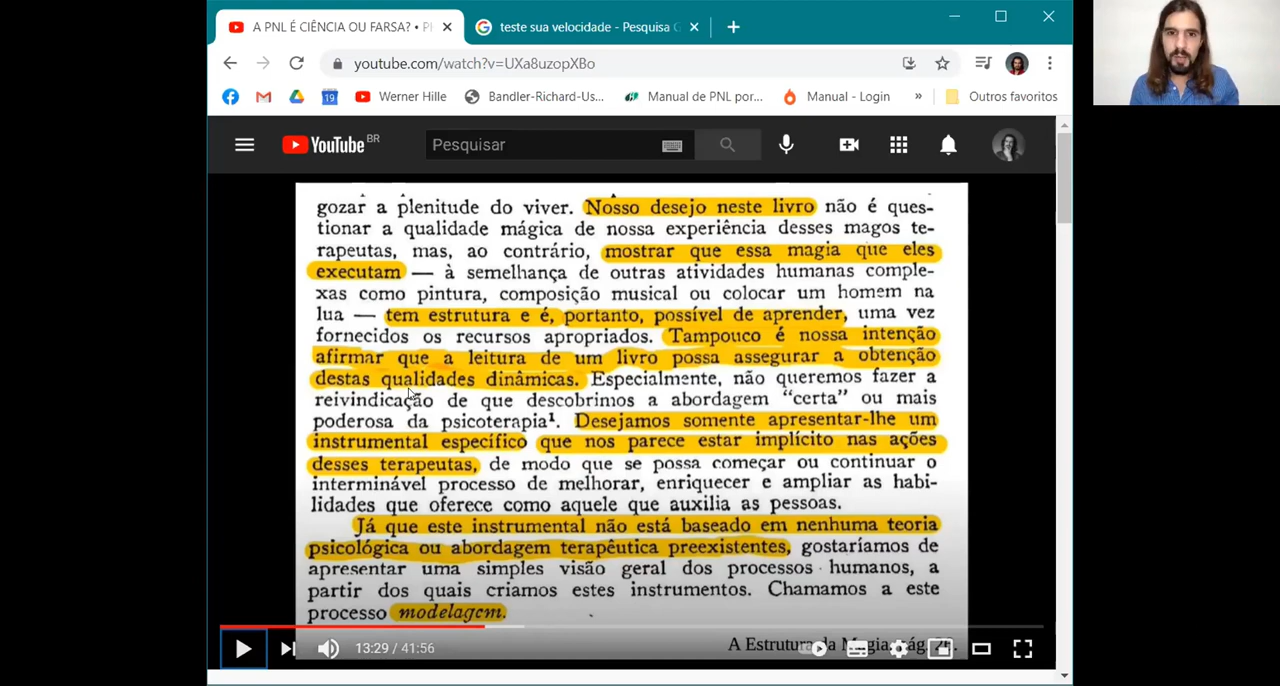 A PNL É CIÊNCIA OU FARSA? • P
teste sua velocidade - Pesquisa G
youtube.com/watch?v=UXa8uzopXBo
Werner Hille
Bandler-Richard-Us...
Manual de PNL por...
Manual - Login
»
Outros favoritos
19
YouTube BR
Pesquisar
gozar a plenitude do viver. Nosso desejo neste livro não é ques-
tionar a qualidade mágica de nossa experiência desses magos te-
rapeutas, mas, ao contrário, mostrar que essa magia que eles
executam — à semelhança de outras atividades humanas comple-
xas como pintura, composição musical ou colocar um homem na
lua — tem estrutura e é, portanto, possível de aprender, uma vez
fornecidos os recursos apropriados. Tampouco é nossa intenção
afirmar que a leitura de um livro possa assegurar a obtenção
destas qualidades dinâmicas. Especialmente, não queremos fazer a
reivindicação de que descobrimos a abordagem “certa” ou mais
poderosa da psicoterapia¹. Desejamos somente apresentar-lhe um
instrumental específico que nos parece estar implícito nas ações
desses terapeutas, de modo que se possa começar ou continuar o
interminável processo de melhorar, enriquecer e ampliar as habi-
lidades que oferece como aquele que auxilia as pessoas.
Já que este instrumental não está baseado em nenhuma teoria
psicológica ou abordagem terapêutica preexistentes, gostaríamos de
apresentar uma simples visão geral dos processos humanos, a
partir dos quais criamos estes instrumentos. Chamamos a este
processo modelagem.
13:29 / 41:56
A Estrutura da Magia, pág.